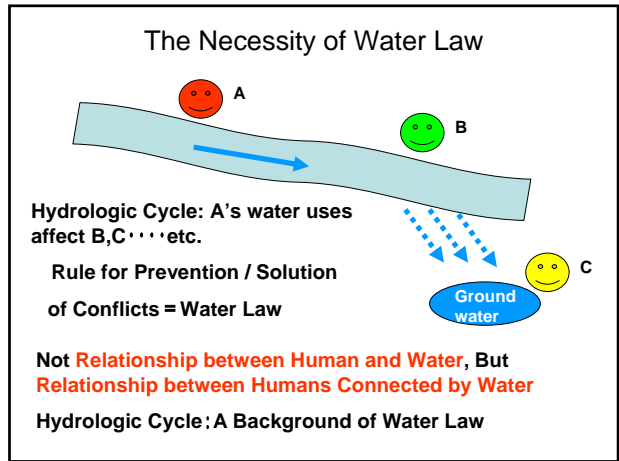 The Necessity of Water Law
A
B
Hydrologic Cycle: A's water uses
affect B,C････etc.
C
Rule for Prevention / Solution
Ground
water
of Conflicts = Water Law
Not Relationship between Human and Water, But
Relationship between Humans Connected by Water
Hydrologic Cycle：A Background of Water Law